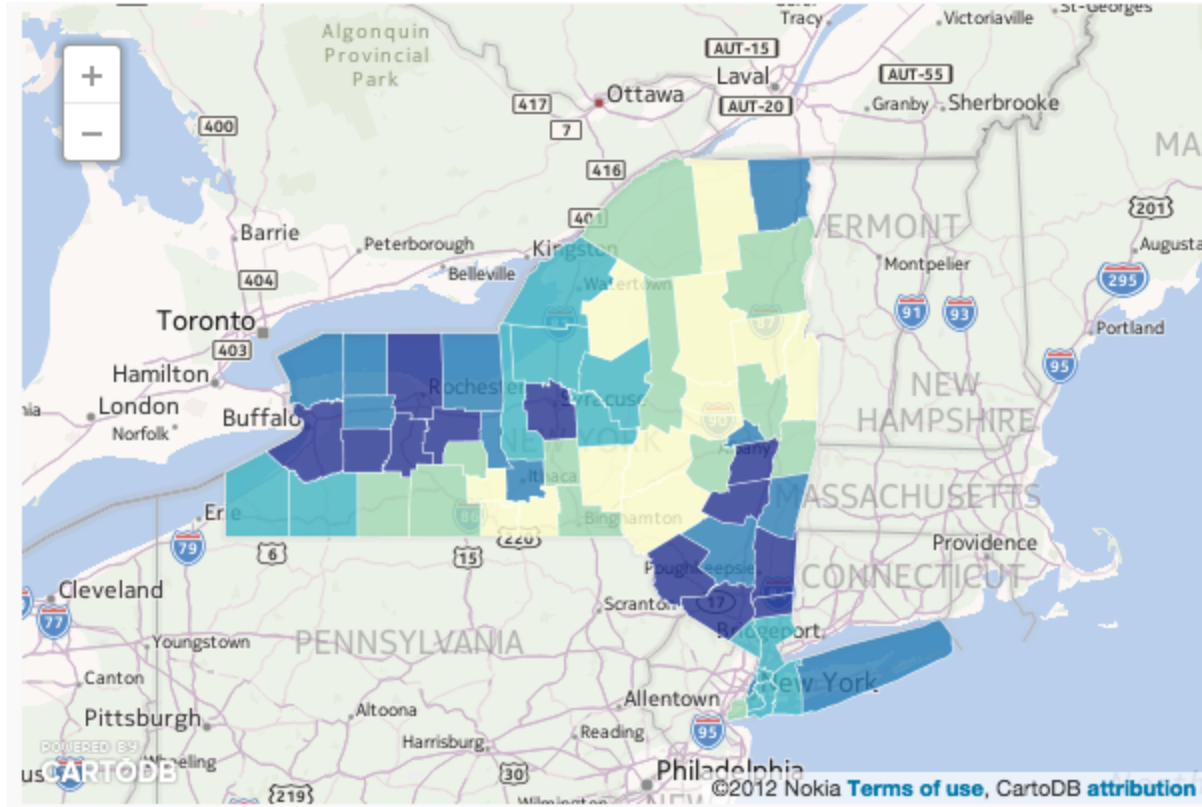 Algonquin
Provincial
Park
Tracy
Victoriaville
St-Georges
AUT-15
Laval
AUT-55
AUT-20
Granby
Sherbrooke
Ottawa
417
7
400
416
401
MA
201
Barrie
Peterborough
Belleville
Kingston
Watertown
VERMONT
Montpelier
Augusta
295
404
Toronto
403
87
91
93
Portland
95
Hamilton
London
Norfolk
Buffalo
Rochester
Syracuse
NEW YORK
90
NEW
HAMPSHIRE
Albany
Ithaca
Binghamton
MASSACHUSETTS
Erie
79
6
86
220
15
Providence
Poughkeepsie
CONNECTICUT
Cleveland
77
Scranton
17
Youngstown
PENNSYLVANIA
Bridgeport
New York
Canton
Allentown
Pittsburgh
Altoona
95
Reading
Harrisburg
POWERED BY
CARTODB
Wheeling
30
Philadelphia
219
Wilmington
NEW
©2012 Nokia Terms of use, CartoDB attribution